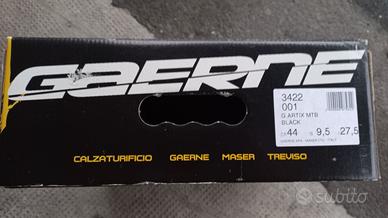 GAERNE
3422
001
G.ARTIX MTB
BLACK
44 9,5 27,5
CALZATURIFICIO GAERNE MASER TREVISO
subito